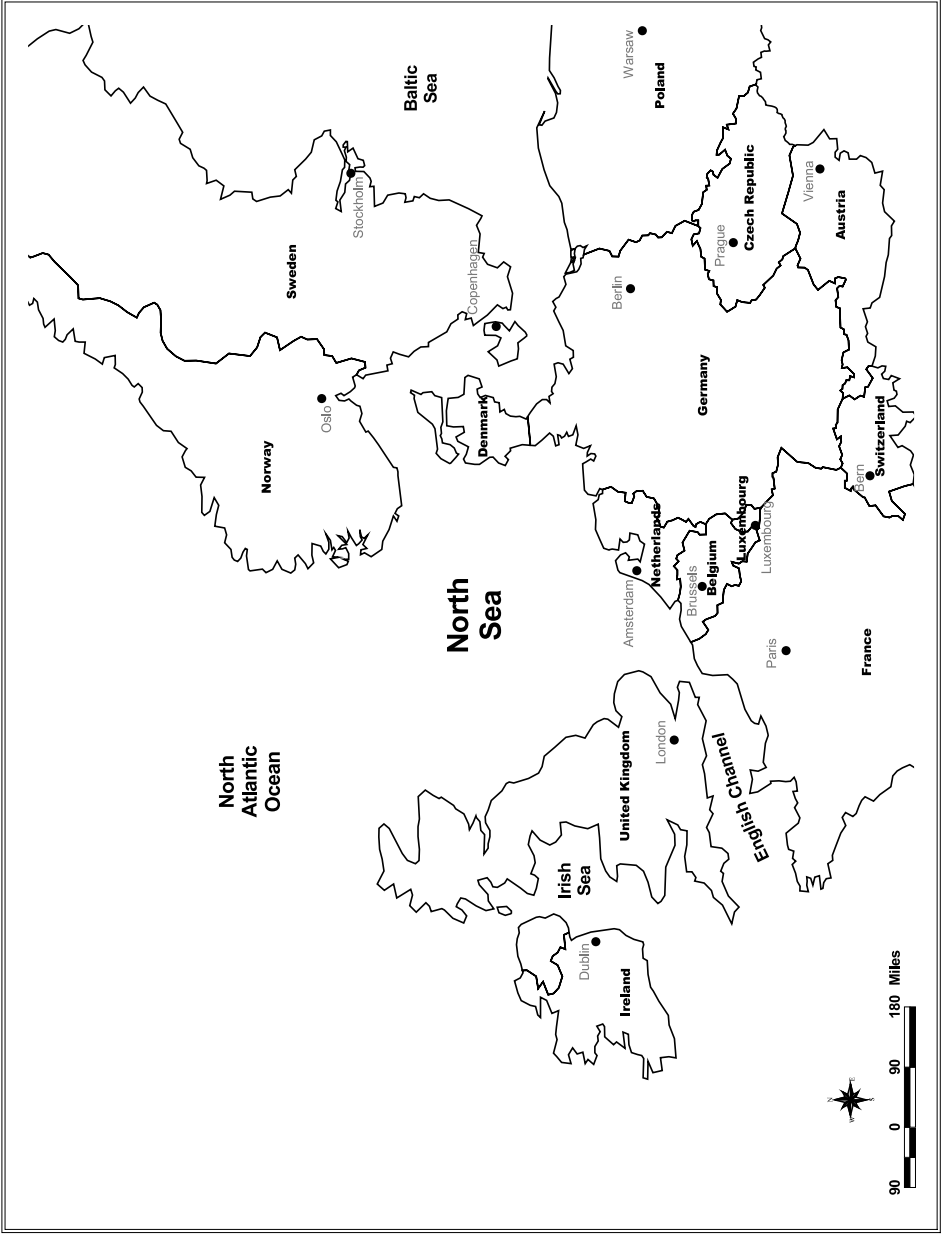 North
Atlantic
Ocean
Norway
Oslo
Sweden
Stockholm
Baltic
Sea
North
Sea
Denmark
Copenhagen
Irish
Sea
Dublin
Ireland
United Kingdom
London
Amsterdam
Netherlands
Berlin
Warsaw
Poland
English Channel
Brussels
Belgium
Luxembourg
Luxembourg
Germany
Prague
Czech Republic
Paris
France
Vienna
Austria
Bern
Switzerland
N
W
E
S
90 0 90 180 Miles